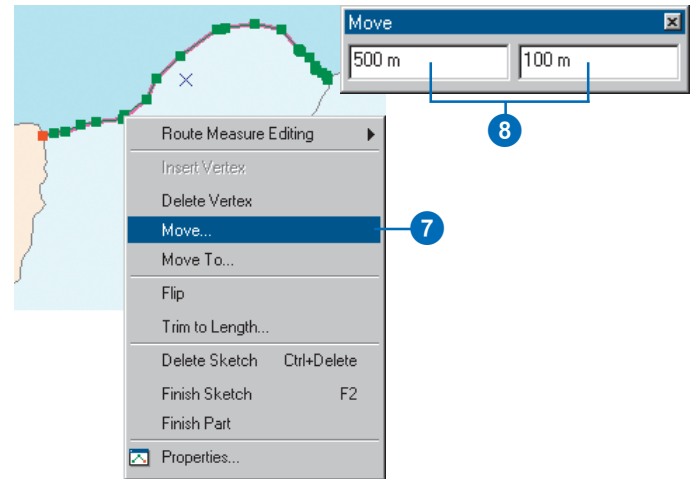 Move
500 m 100 m
8
Route Measure Editing
Insert Vertex
Delete Vertex
Move...
7
Move To...
Flip
Trim to Length...
Delete Sketch Ctrl+Delete
Finish Sketch F2
Finish Part
Properties...